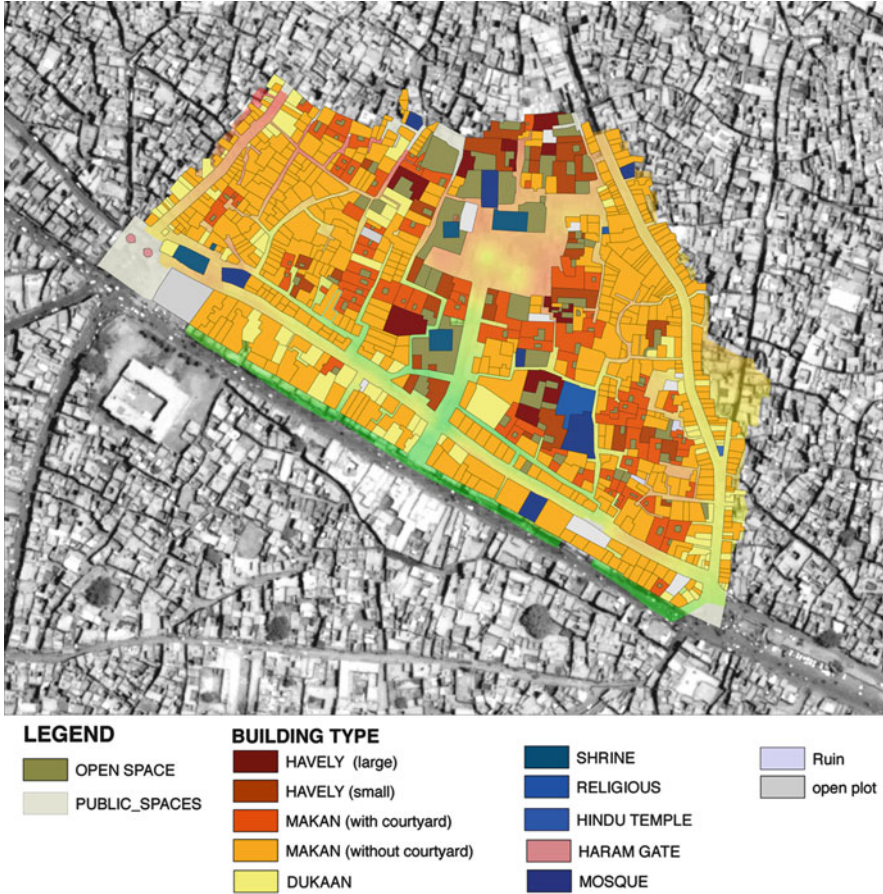 LEGEND
OPEN SPACE
PUBLIC_SPACES
BUILDING TYPE
HAVELY (large)
HAVELY (small)
MAKAN (with courtyard)
MAKAN (without courtyard)
DUKAAN
SHRINE
RELIGIOUS
HINDU TEMPLE
HARAM GATE
MOSQUE
Ruin
open plot